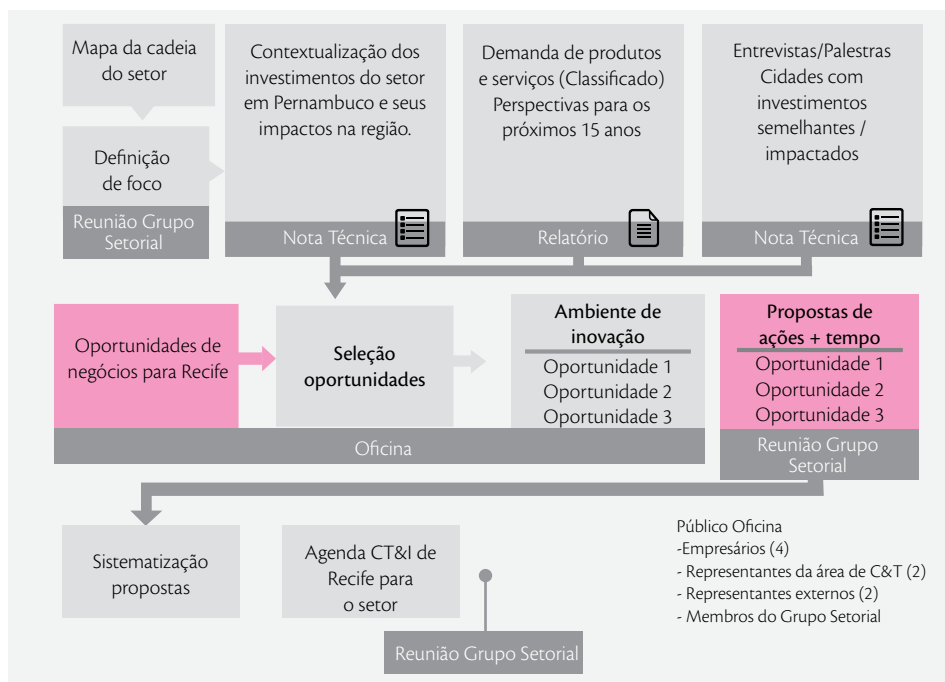 Mapa da cadeia
do setor
Definição
de foco
Reunião Grupo
Setorial
Contextualização dos
investimentos do setor
em Pernambuco e seus
impactos na região.
Nota Técnica
Demanda de produtos
e serviços (Classificado)
Perspectivas para os
próximos 15 anos
Relatório
Entrevistas/Palestras
Cidades com
investimentos
semelhantes /
impactados
Nota Técnica
Oportunidades de
negócios para Recife
Seleção
oportunidades
Ambiente de
inovação
Oportunidade 1
Oportunidade 2
Oportunidade 3
Oficina
Propostas de
ações + tempo
Oportunidade 1
Oportunidade 2
Oportunidade 3
Reunião Grupo
Setorial
Sistematização
propostas
Agenda CT&I de
Recife para
o setor
Reunião Grupo Setorial
Público Oficina
-Empresários (4)
- Representantes da área de C&T (2)
- Representantes externos (2)
- Membros do Grupo Setorial